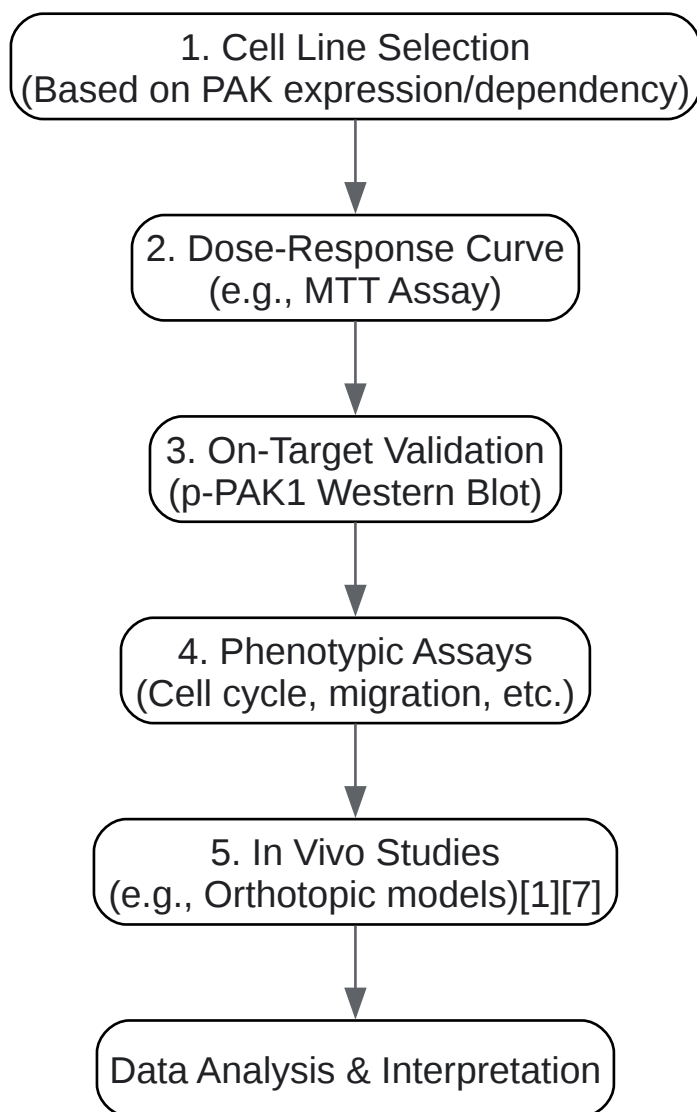 1. Cell Line Selection
(Based on PAK expression/dependency)
2. Dose-Response Curve
(e.g., MTT Assay)
3. On-Target Validation
(p-PAK1 Western Blot)
4. Phenotypic Assays
(Cell cycle, migration, etc.)
5. In Vivo Studies
(e.g., Orthotopic models)[1][7]
Data Analysis & Interpretation